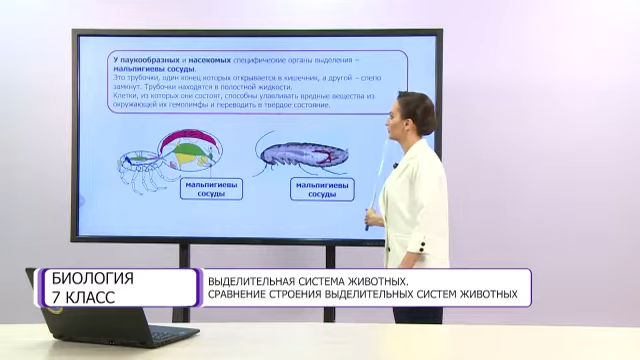 У паукообразных и насекомых специфические органы выделения –
мальпигиевы сосуды.
Это трубочки, один конец которых открывается в кишечник, а другой – слепо
замкнут. Трубочки находятся в полостной жидкости.
Клетки, из которых они состоят, способны улавливать вредные вещества из
окружающей их гемолимфы и переводить в твёрдое состояние.
мальпигиевы
сосуды
мальпигиевы
сосуды
БИОЛОГИЯ
7 КЛАСС
ВЫДЕЛИТЕЛЬНАЯ СИСТЕМА ЖИВОТНЫХ.
СРАВНЕНИЕ СТРОЕНИЯ ВЫДЕЛИТЕЛЬНЫХ СИСТЕМ ЖИВОТНЫХ